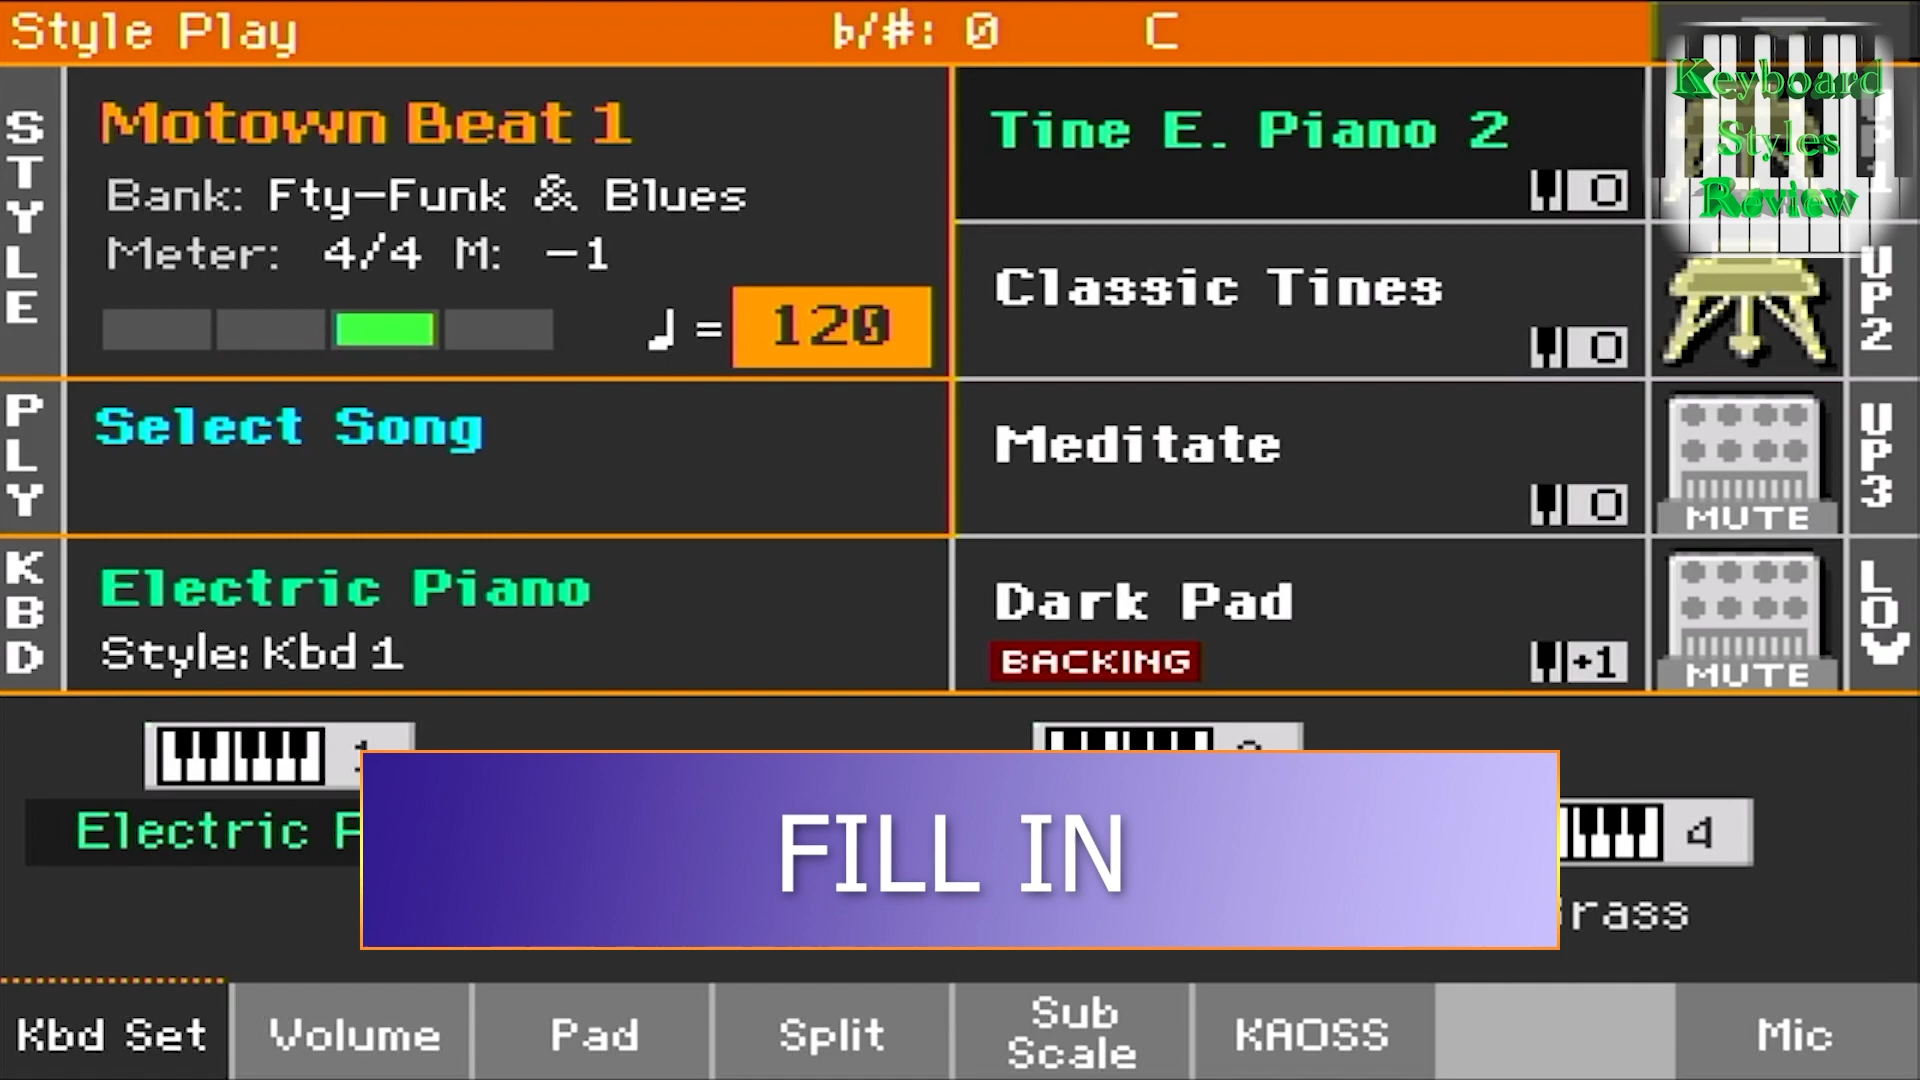 Style Play
b/#: 0
C
Keyboard
Styles
Review
STYLE
Motown Beat 1
Bank: Fty-Funk & Blues
Meter: 4/4 M: -1
♩ = 120
Tine E. Piano 2
0
Classic Tines
0
UP2
PLY
Select Song
Meditate
0
MUTE
UP3
KBD
Electric Piano
Style: Kbd 1
Dark Pad
BACKING
+1
MUTE
LOW
Electric
4
FILL IN
Kbd Set
Volume
Pad
Split
Sub
Scale
KAOSS
Mic